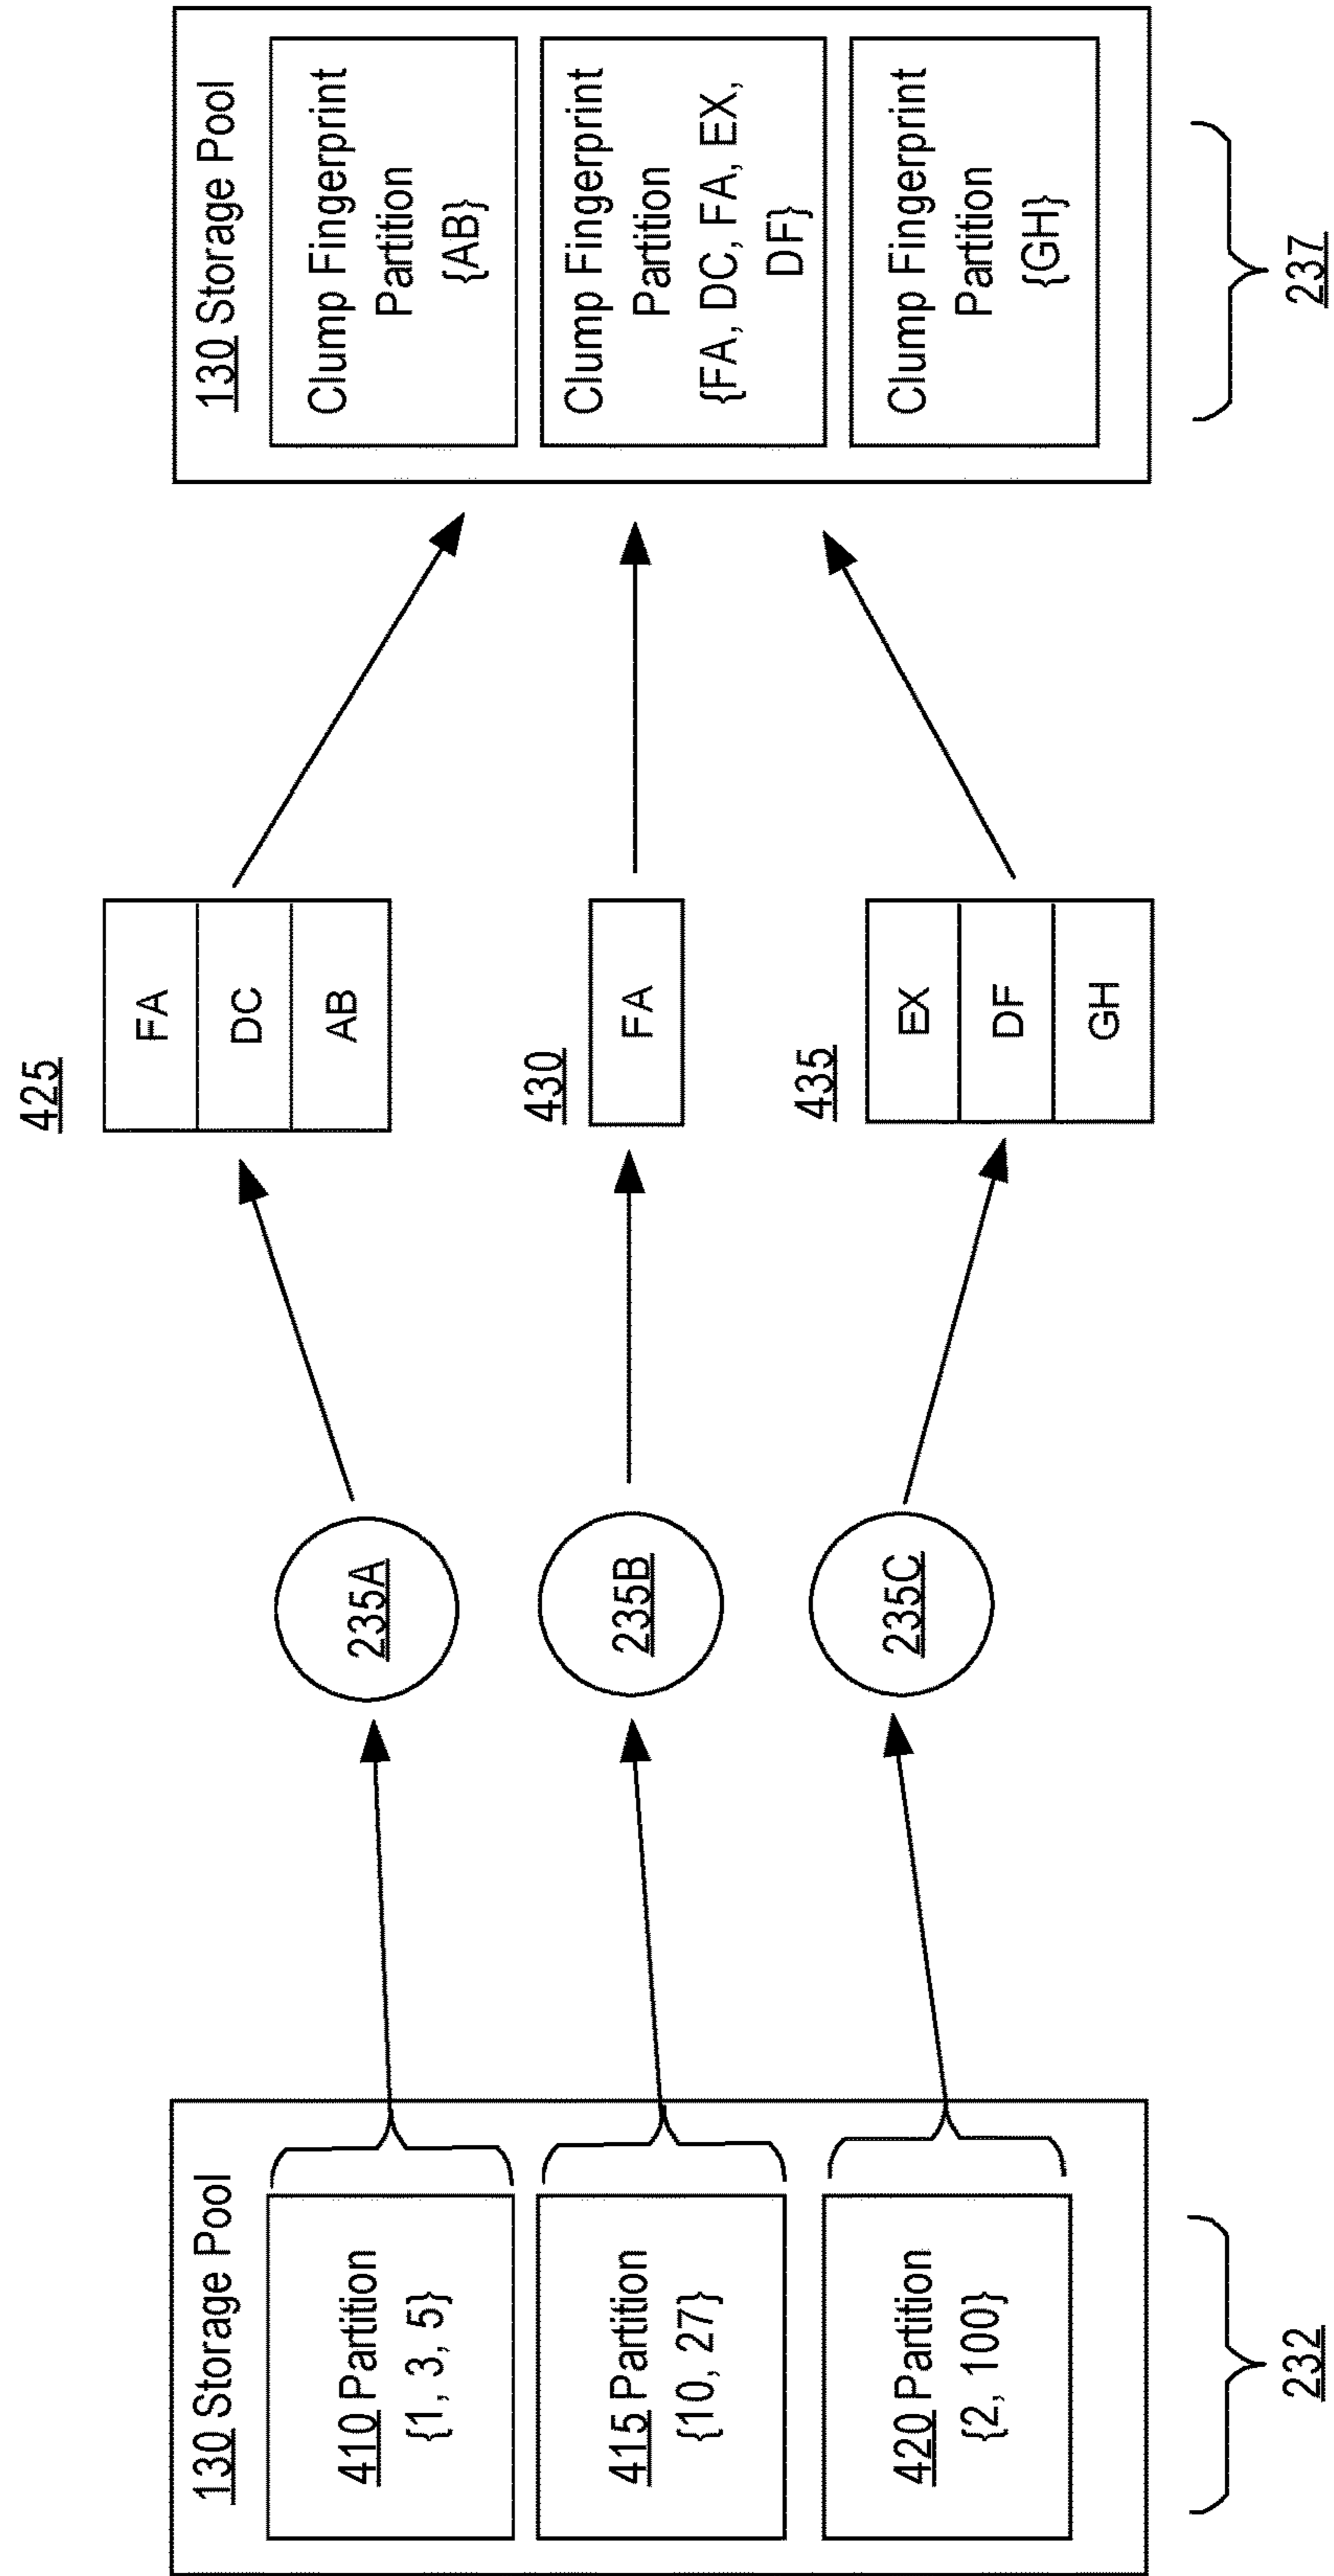 130 Storage Pool
410 Partition
{1, 3, 5}
415 Partition
{10, 27}
420 Partition
{2, 100}
232
235A
235B
235C
425
FA
DC
AB
430
FA
435
EX
DF
GH
130 Storage Pool
Clump Fingerprint
Partition
{AB}
Clump Fingerprint
Partition
{FA, DC, FA, EX,
DF}
Clump Fingerprint
Partition
{GH}
237